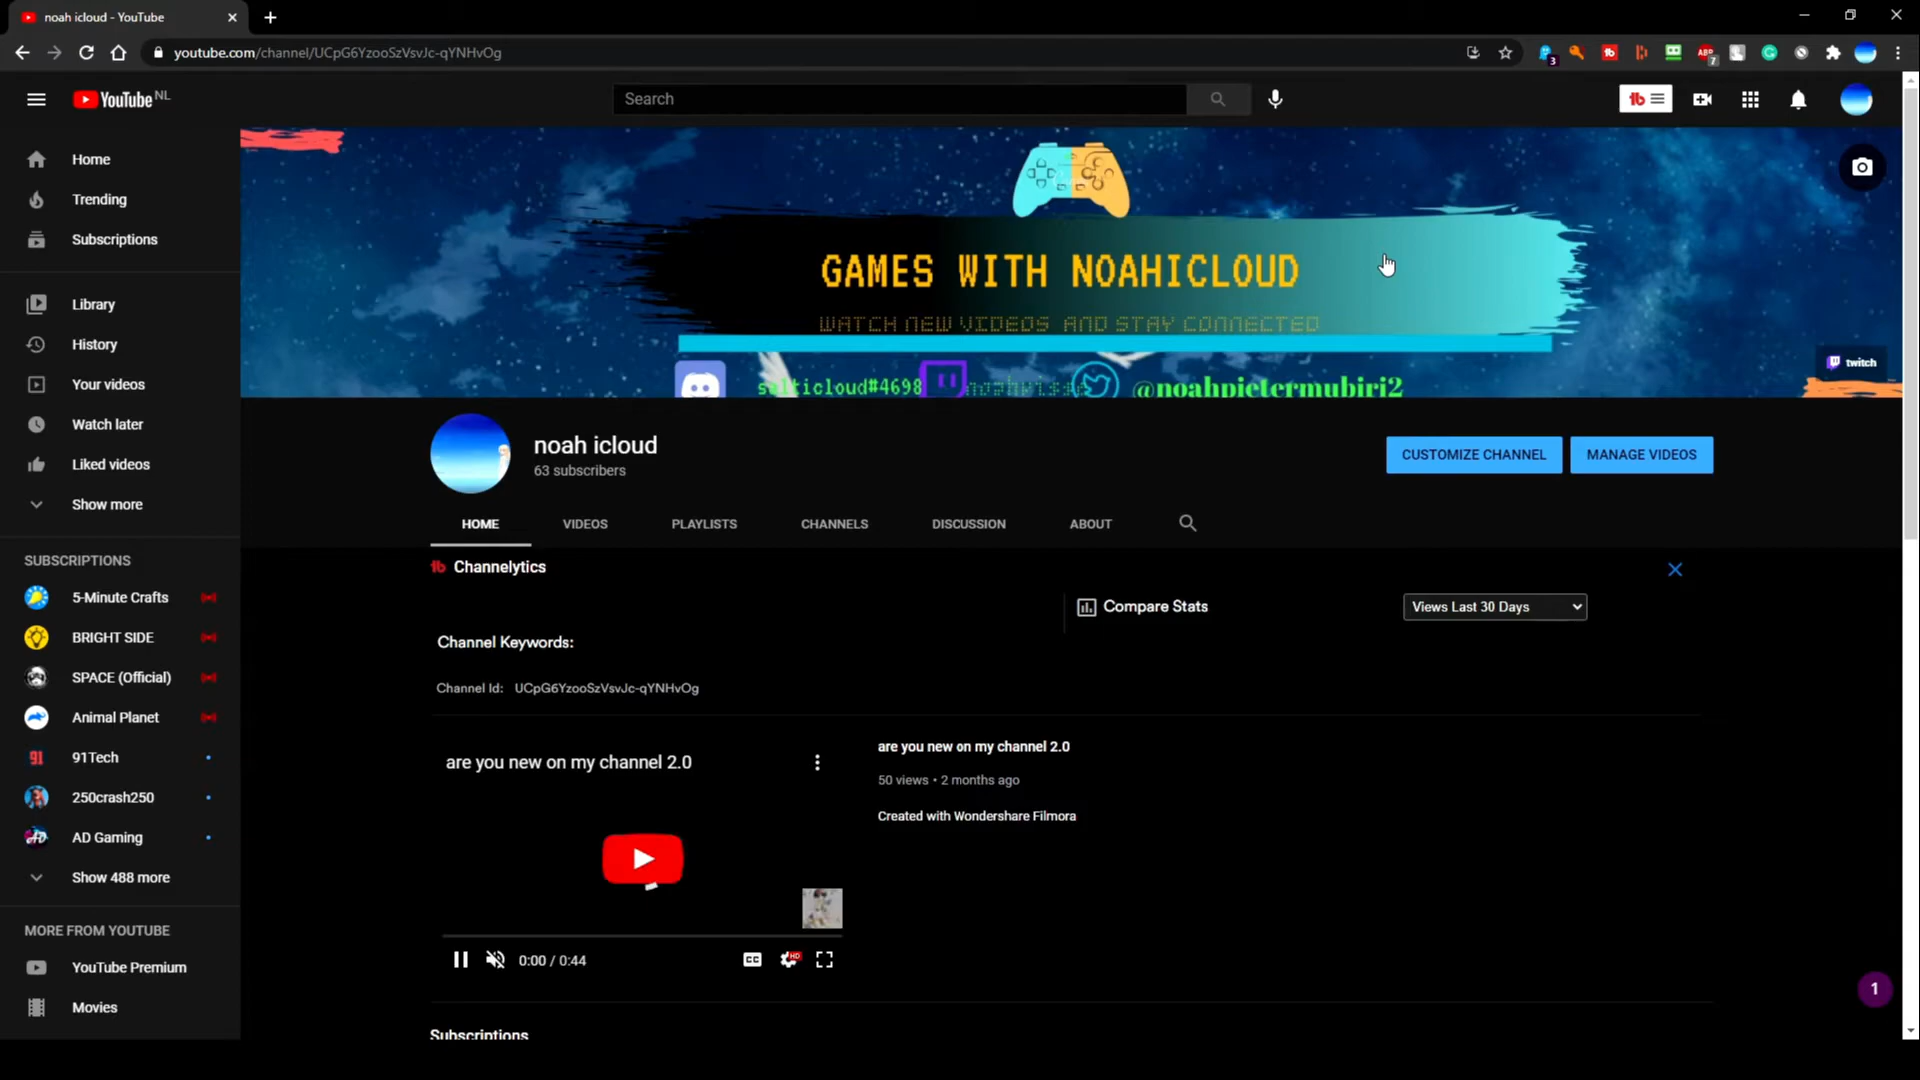 noah icloud - YouTube
youtube.com/channel/UCpG6YzooSzVsvJc-qYNHvOg
3
ABP
7
YouTube NL
Search
Home
Trending
Subscriptions
Library
History
Your videos
Watch later
Liked videos
Show more
SUBSCRIPTIONS
5-Minute Crafts
BRIGHT SIDE
SPACE (Official)
Animal Planet
91Tech
250crash250
AD Gaming
Show 488 more
MORE FROM YOUTUBE
YouTube Premium
Movies
GAMES WITH NOAHICLOUD
WATCH NEW VIDEOS AND STAY CONNECTED
@noahpietermubiri2
twitch
noah icloud
63 subscribers
CUSTOMIZE CHANNEL
MANAGE VIDEOS
HOME
VIDEOS
PLAYLISTS
CHANNELS
DISCUSSION
ABOUT
Channelytics
Compare Stats
Views Last 30 Days
Channel Keywords:
Channel Id: UCpG6YzooSzVsvJc-qYNHvOg
are you new on my channel 2.0
are you new on my channel 2.0
50 views • 2 months ago
Created with Wondershare Filmora
0:00 / 0:44
CC
HD
1
Subscriptions